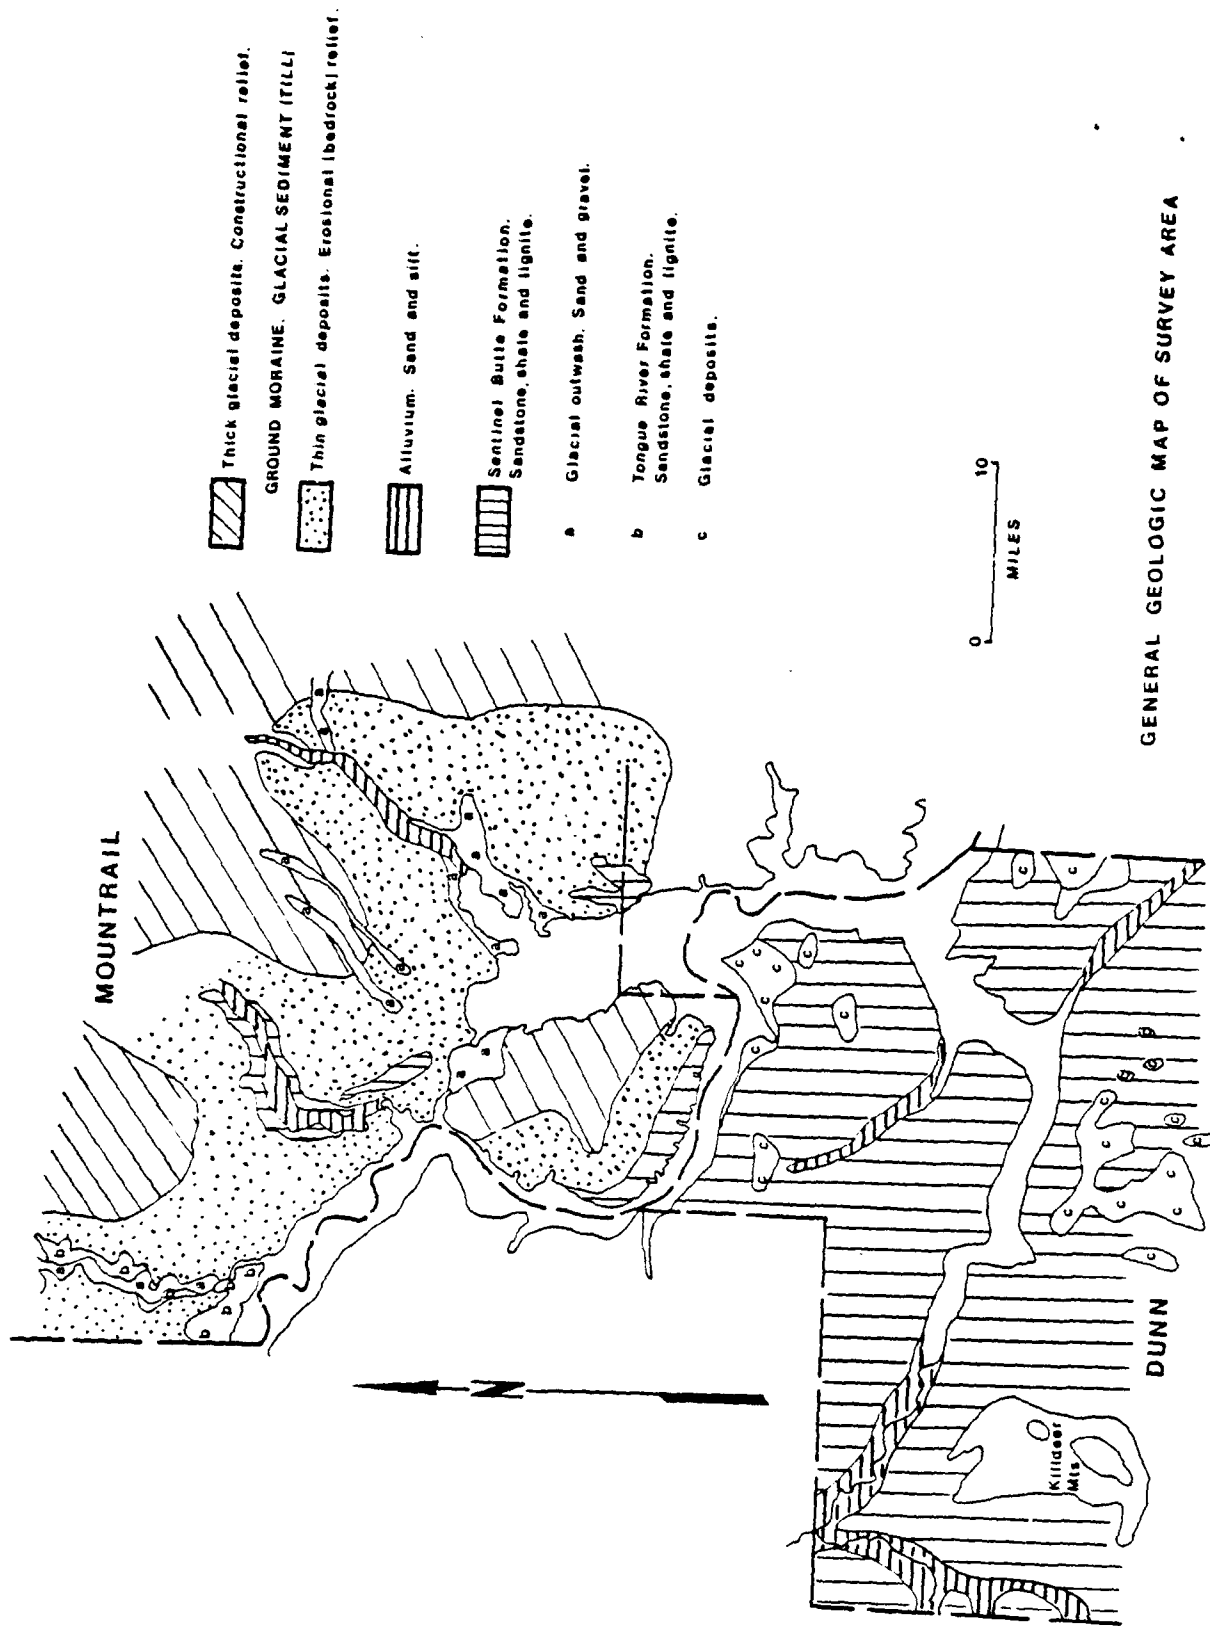 Thick glacial deposits. Constructional relief.
GROUND MORAINE. GLACIAL SEDIMENT (TILL)
Thin glacial deposits. Erosional (bedrock) relief.
Alluvium. Sand and silt.
Sentinel Butte Formation.
Sandstone, shale and lignite.
a Glacial outwash. Sand and gravel.
b Tongue River Formation.
Sandstone, shale and lignite.
c Glacial deposits.
MOUNTRAIL
N
0 10
MILES
DUNN
Killdeer
Mts
GENERAL GEOLOGIC MAP OF SURVEY AREA